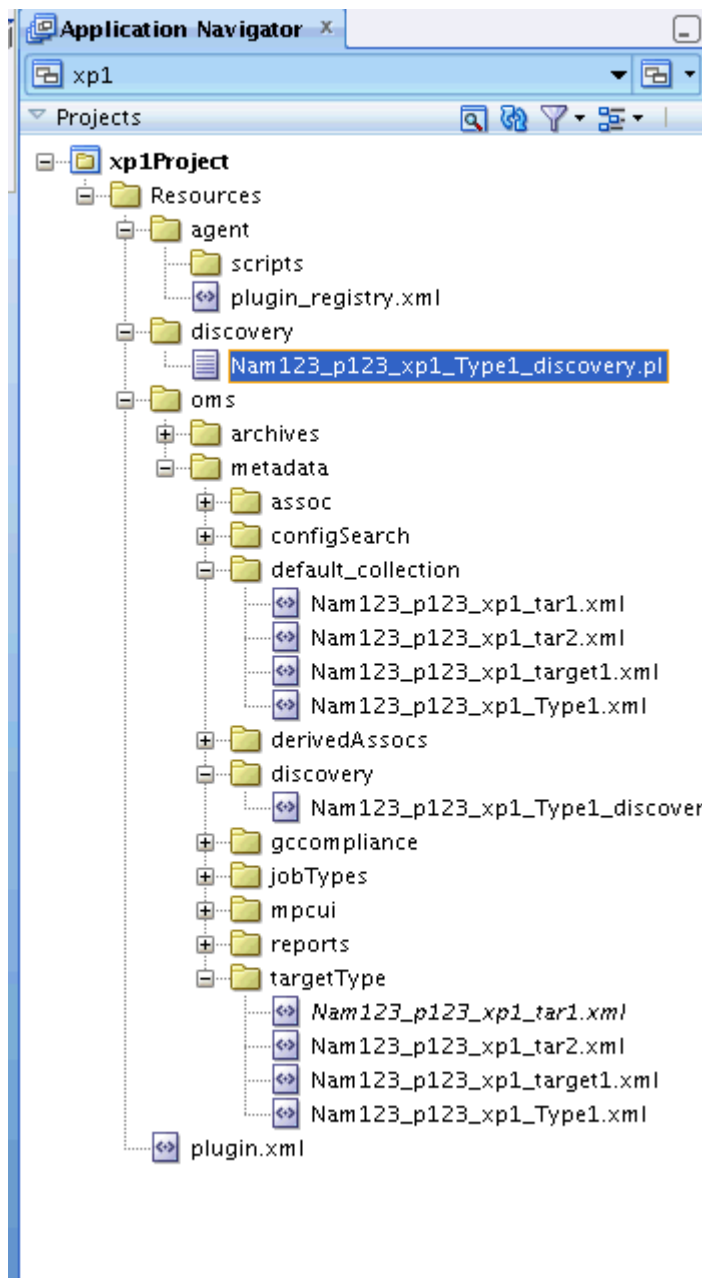 Application Navigator x
xp1
Projects
xp1Project
Resources
agent
scripts
plugin_registry.xml
discovery
Nam123_p123_xp1_Type1_discovery.pl
oms
archives
metadata
assoc
configSearch
default_collection
Nam123_p123_xp1_tar1.xml
Nam123_p123_xp1_tar2.xml
Nam123_p123_xp1_target1.xml
Nam123_p123_xp1_Type1.xml
derivedAssocs
discovery
Nam123_p123_xp1_Type1_discover
gccompliance
jobTypes
mpcui
reports
targetType
Nam123_p123_xp1_tar1.xml
Nam123_p123_xp1_tar2.xml
Nam123_p123_xp1_target1.xml
Nam123_p123_xp1_Type1.xml
plugin.xml